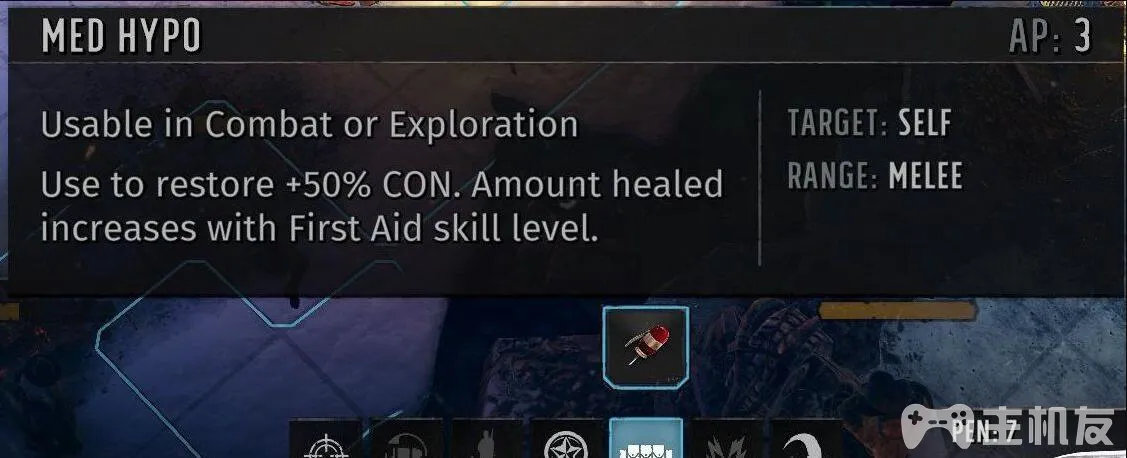 MED HYPO
AP: 3
Usable in Combat or Exploration
Use to restore +50% CON. Amount healed
increases with First Aid skill level.
TARGET: SELF
RANGE: MELEE
PEN: 7
主机友